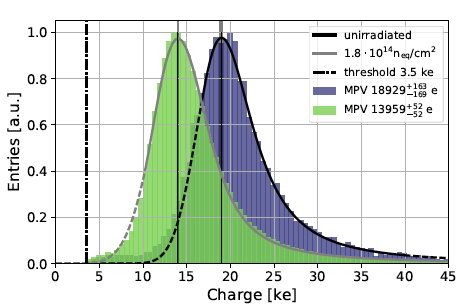 1.0
0.8
0.6
0.4
0.2
0.0
Entries [a.u.]
unirradiated
1.8 · 10¹⁴n_eq/cm²
threshold 3.5 ke
MPV 18929⁺¹⁶³₋₁₆₉ e
MPV 13959⁺⁵²₋₅₂ e
0 5 10 15 20 25 30 35 40 45
Charge [ke]